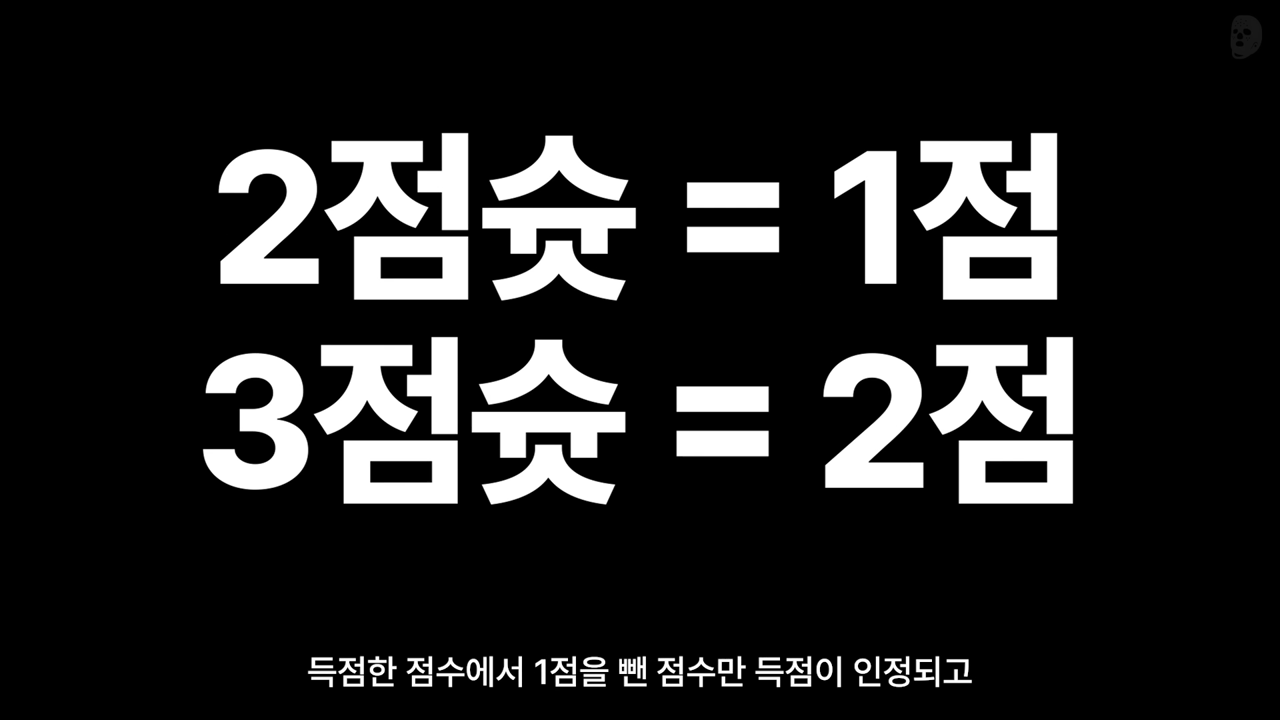 2점슛 = 1점
3점슛 = 2점
득점한 점수에서 1점을 뺀 점수만 득점이 인정되고